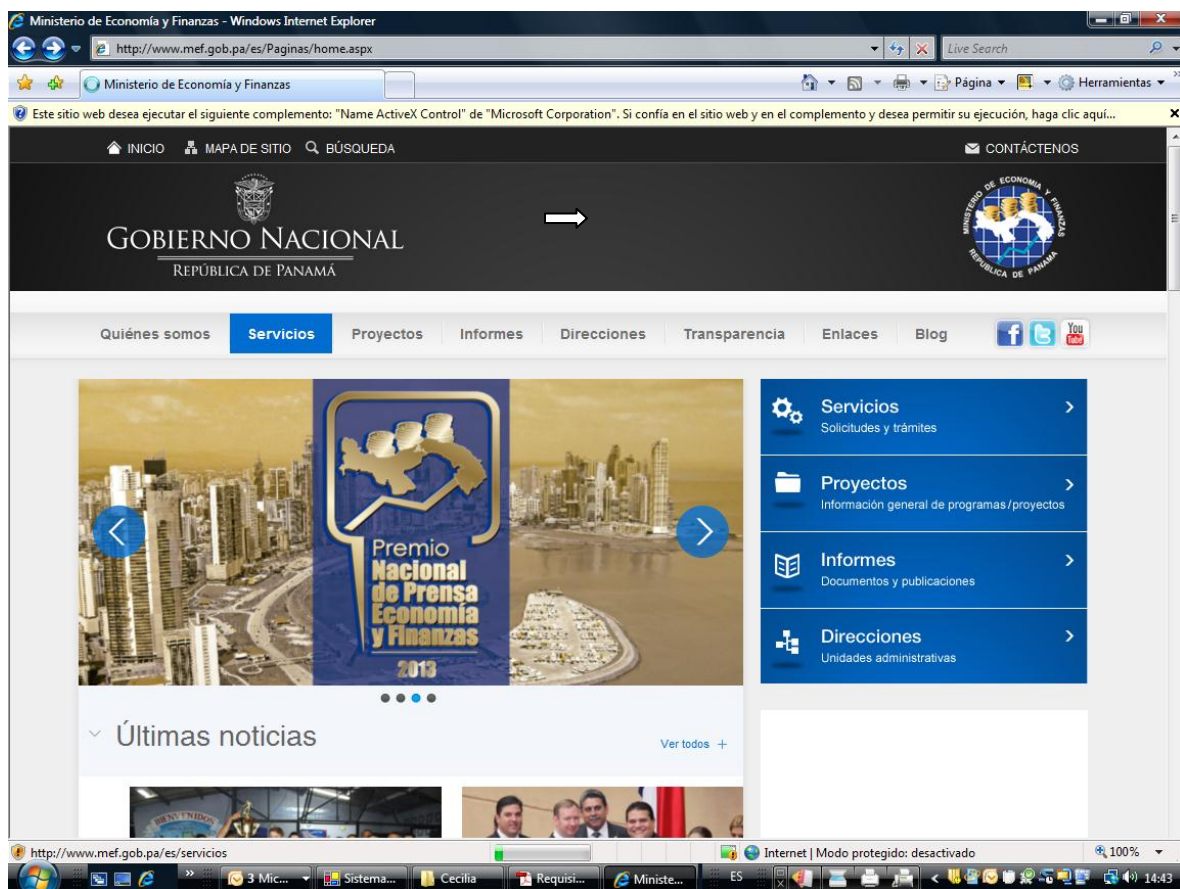 Ministerio de Economía y Finanzas - Windows Internet Explorer
http://www.mef.gob.pa/es/Paginas/home.aspx
Live Search
Ministerio de Economía y Finanzas
Página
Herramientas
Este sitio web desea ejecutar el siguiente complemento: "Name ActiveX Control" de "Microsoft Corporation". Si confía en el sitio web y en el complemento y desea permitir su ejecución, haga clic aquí...
INICIO MAPA DE SITIO BÚSQUEDA CONTÁCTENOS
GOBIERNO NACIONAL
REPÚBLICA DE PANAMÁ
MINISTERIO DE ECONOMIA Y FINANZAS
REPUBLICA DE PANAMA
Quiénes somos Servicios Proyectos Informes Direcciones Transparencia Enlaces Blog
You Tube
Premio
Nacional
de Prensa
Economía
y Finanzas
2013
Servicios
Solicitudes y trámites
Proyectos
Información general de programas/proyectos
Informes
Documentos y publicaciones
Direcciones
Unidades administrativas
Últimas noticias
Ver todos +
BIENVENIDOS
http://www.mef.gob.pa/es/servicios
Internet | Modo protegido: desactivado
100%
3 Mic...
Sistema...
Cecilia
Requisi...
Ministe...
ES
14:43